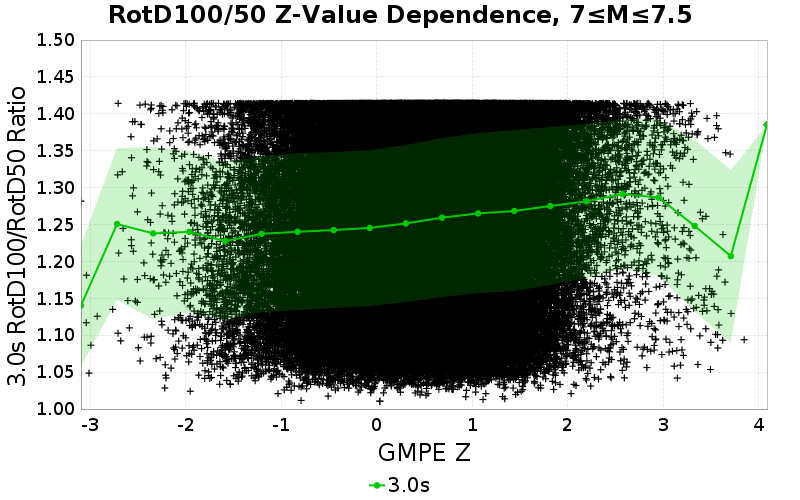 RotD100/50 Z-Value Dependence, 7≤M≤7.5
3.0s RotD100/RotD50 Ratio
1.50
1.45
1.40
1.35
1.30
1.25
1.20
1.15
1.10
1.05
1.00
-3 -2 -1 0 1 2 3 4
GMPE Z
3.0s